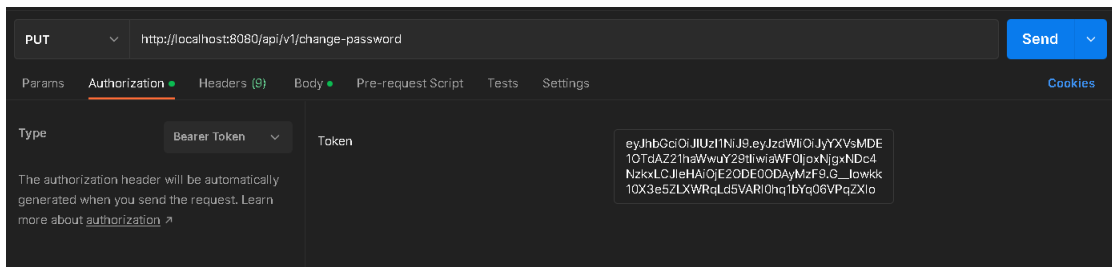 PUT http://localhost:8080/api/v1/change-password Send
Params Authorization Headers (9) Body Pre-request Script Tests Settings Cookies
Type Bearer Token
Token
eyJhbGciOiJIUzI1NiJ9.eyJzdWIiOiJyYXVsMDE
1OTdAZ21haWwuY29tIiwiaWF0IjoxNjgxNDc4
NzkxLCJleHAiOjE2ODE0ODAyMzF9.G__lowkk
10X3e5ZLXWRqLd5VARI0hq1bYq06VPqZXlo
The authorization header will be automatically
generated when you send the request. Learn
more about authorization ↗